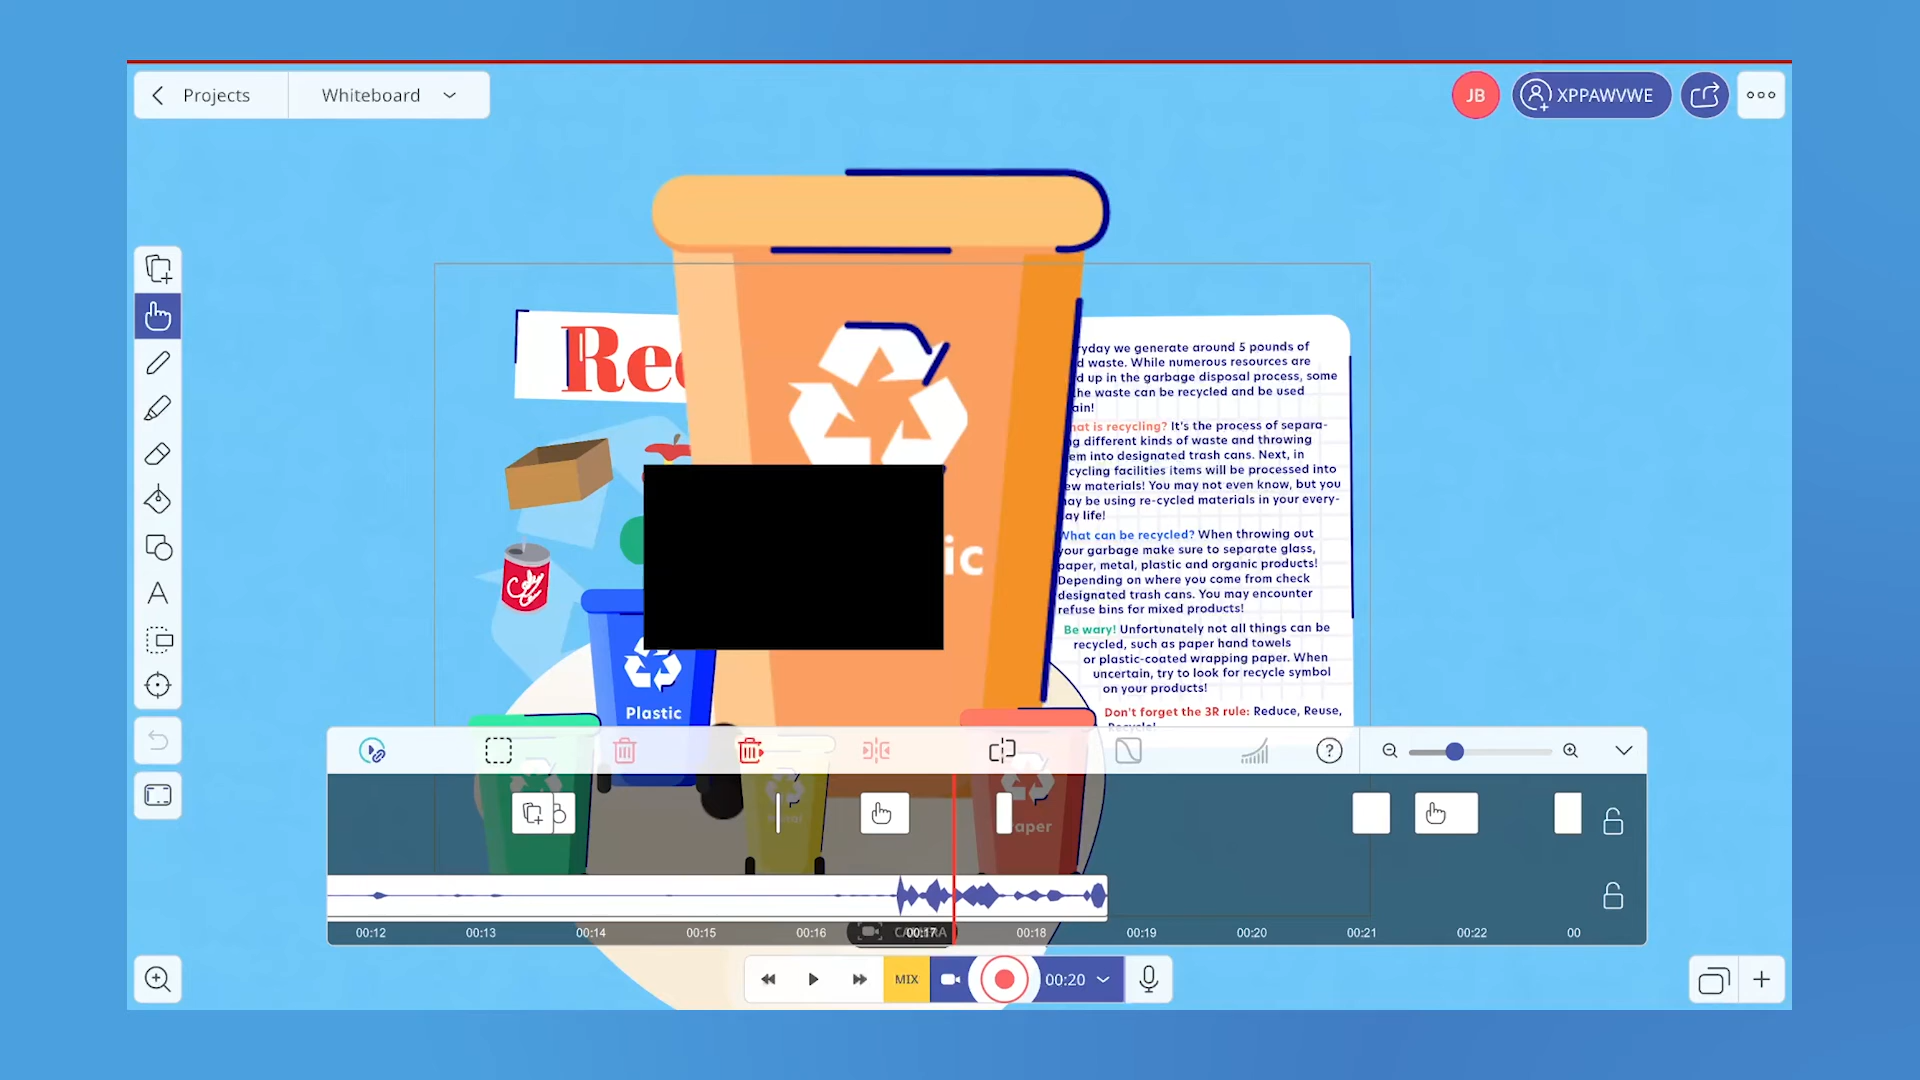 Projects
Whiteboard
JB
XPPAWVWE
Rec
ryday we generate around 5 pounds of
d waste. While numerous resources are
d up in the garbage disposal process, some
the waste can be recycled and be used
ain!
hat is recycling? It's the process of separa-
g different kinds of waste and throwing
em into designated trash cans. Next, in
cycling facilities items will be processed into
ew materials! You may not even know, but you
ay be using re-cycled materials in your every-
ay life!
ic
What can be recycled? When throwing out
your garbage make sure to separate glass,
paper, metal, plastic and organic products!
Depending on where you come from check
designated trash cans. You may encounter
refuse bins for mixed products!
Be wary! Unfortunately not all things can be
recycled, such as paper hand towels
or plastic-coated wrapping paper. When
uncertain, try to look for recycle symbol
on your products!
Plastic
Don't forget the 3R rule: Reduce, Reuse,
Recycle!
aper
00:12
00:13
00:14
00:15
00:16
00:17
00:18
00:19
00:20
00:21
00:22
00
MIX
00:20